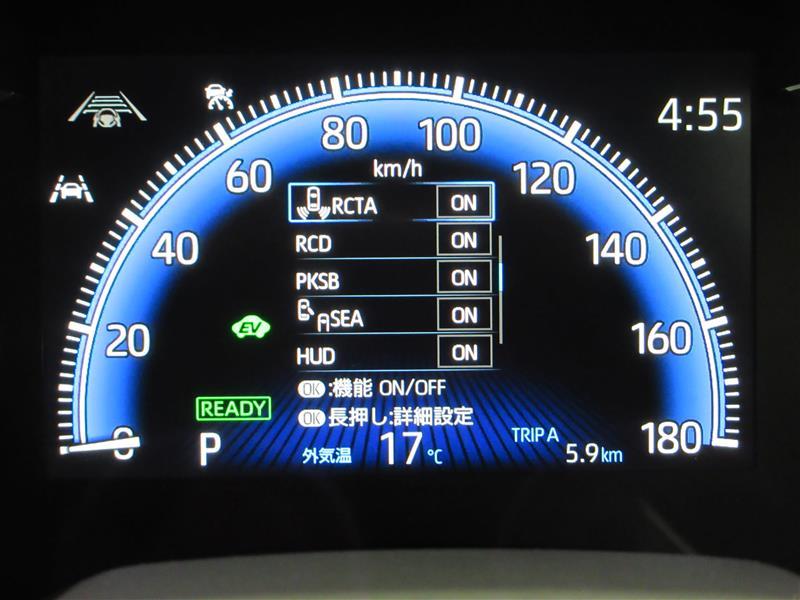 4:55
80
100
km/h
60
120
RCTA ON
RCD ON
40
140
PKSB ON
SEA ON
EV
20
160
HUD ON
OK:機能 ON/OFF
READY
OK長押し:詳細設定
0
P
外気温 17℃
TRIP A
5.9km
180